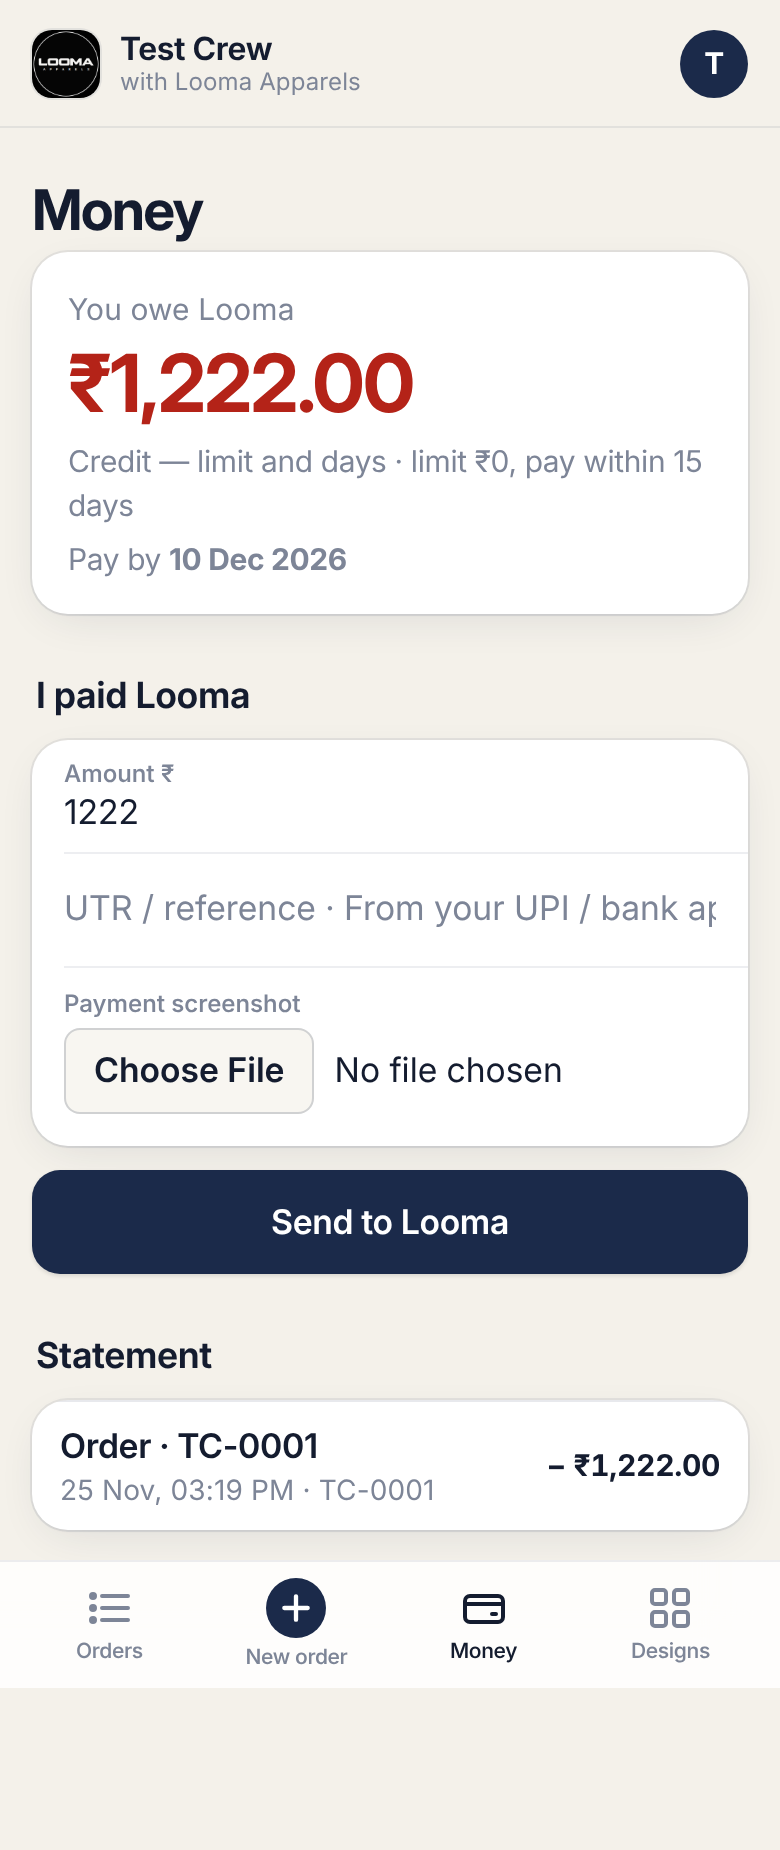 LOOMA
APPARELS
Test Crew
with Looma Apparels
T
Money
You owe Looma
₹1,222.00
Credit — limit and days · limit ₹0, pay within 15
days
Pay by 10 Dec 2026
I paid Looma
Amount ₹
1222
UTR / reference · From your UPI / bank
Payment screenshot
Choose File No file chosen
Send to Looma
Statement
Order · TC-0001
– ₹1,222.00
25 Nov, 03:19 PM · TC-0001
Orders
New order
Money
Designs